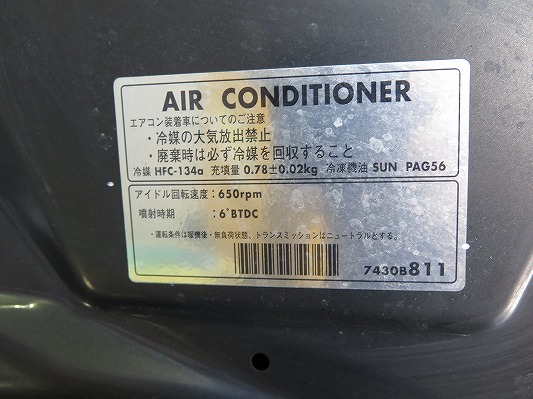 AIR CONDITIONER
エアコン装着車についてのご注意
・冷媒の大気放出禁止
・廃棄時は必ず冷媒を回収すること
冷媒 HFC-134a 充填量 0.78±0.02kg 冷凍機油 SUN PAG56
アイドル回転速度：650rpm
噴射時期 ：6°BTDC
・運転条件は暖機後・無負荷状態、トランスミッションはニュートラルとする。
7430B811